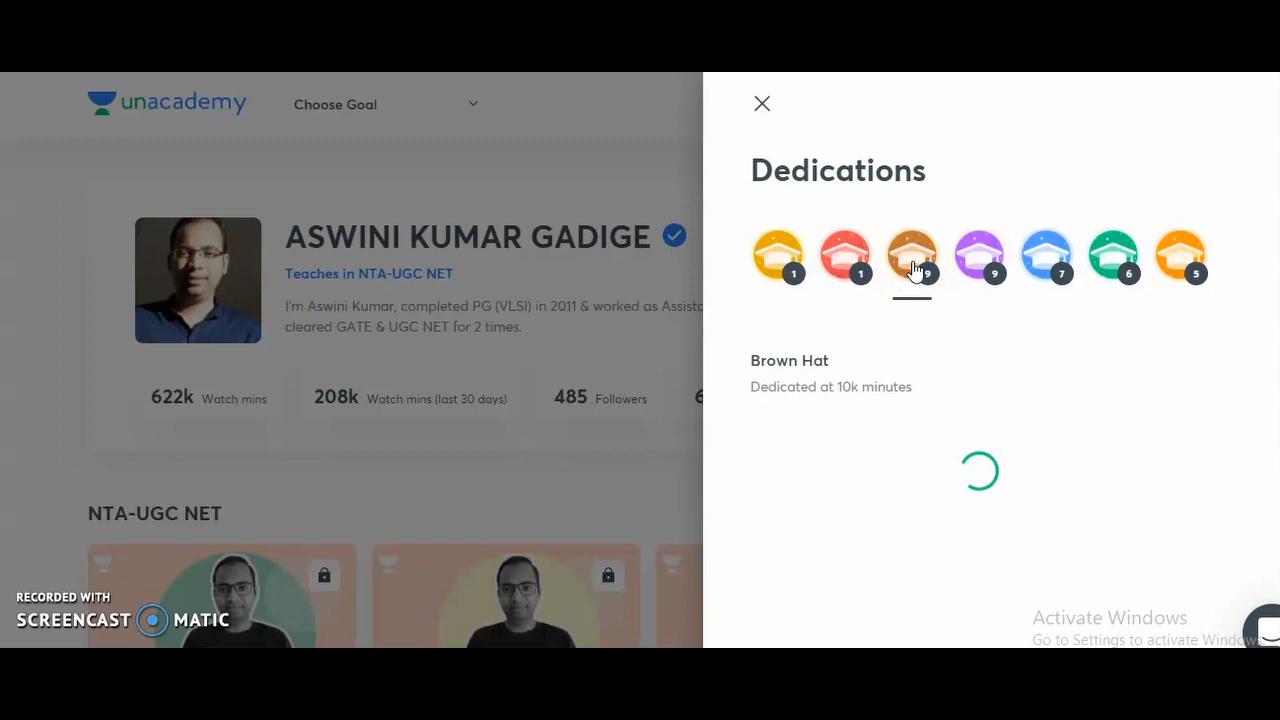 unacademy
Choose Goal
ASWINI KUMAR GADIGE
Teaches in NTA-UGC NET
I'm Aswini Kumar, completed PG (VLSI) in 2011 & worked as Assista
cleared GATE & UGC NET for 2 times.
622k Watch mins
208k Watch mins (last 30 days)
485 Followers
6
NTA-UGC NET
Dedications
1
1
9
9
7
6
5
Brown Hat
Dedicated at 10k minutes
RECORDED WITH
SCREENCAST MATIC
Activate Windows
Go to Settings to activate Windows.